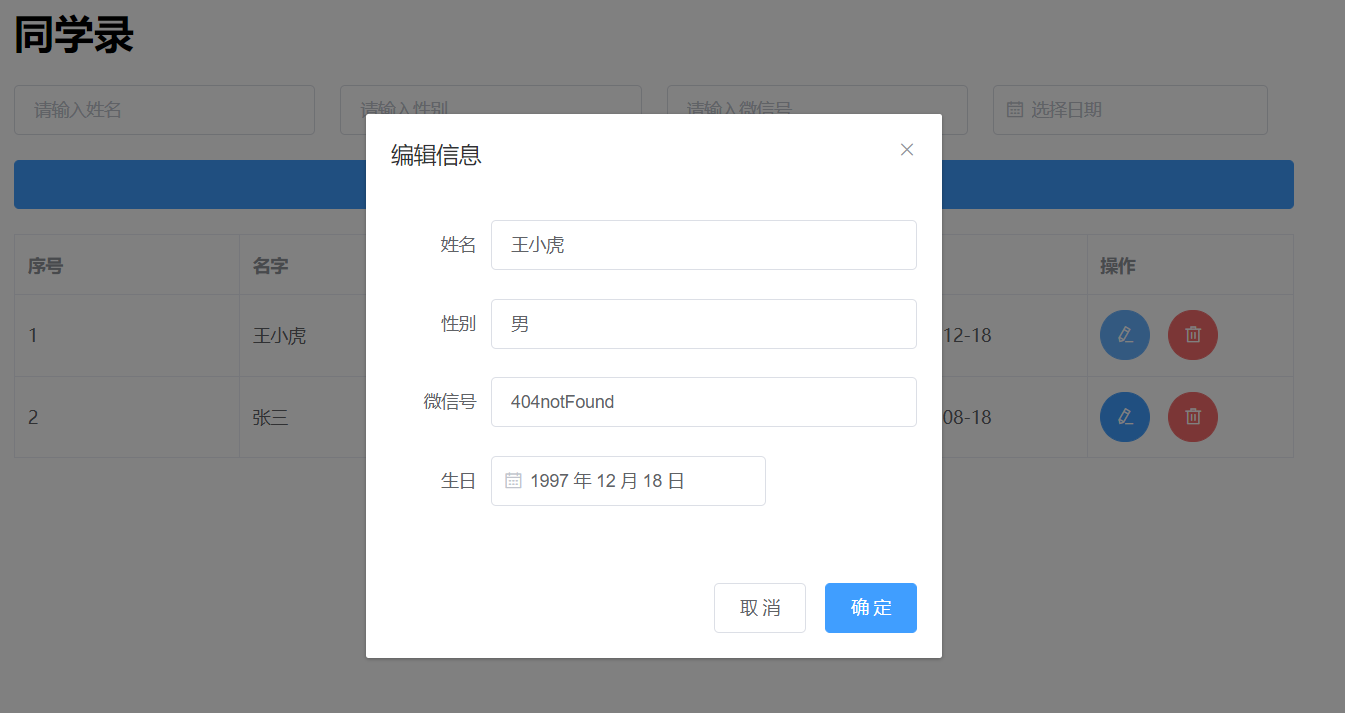 同学录
请输入姓名 请输入性别 请输入微信号 选择日期
编辑信息
姓名 王小虎
性别 男
微信号 404notFound
生日 1997 年 12 月 18 日
取 消 确 定
序号 名字 操作
1 王小虎 12-18
2 张三 08-18